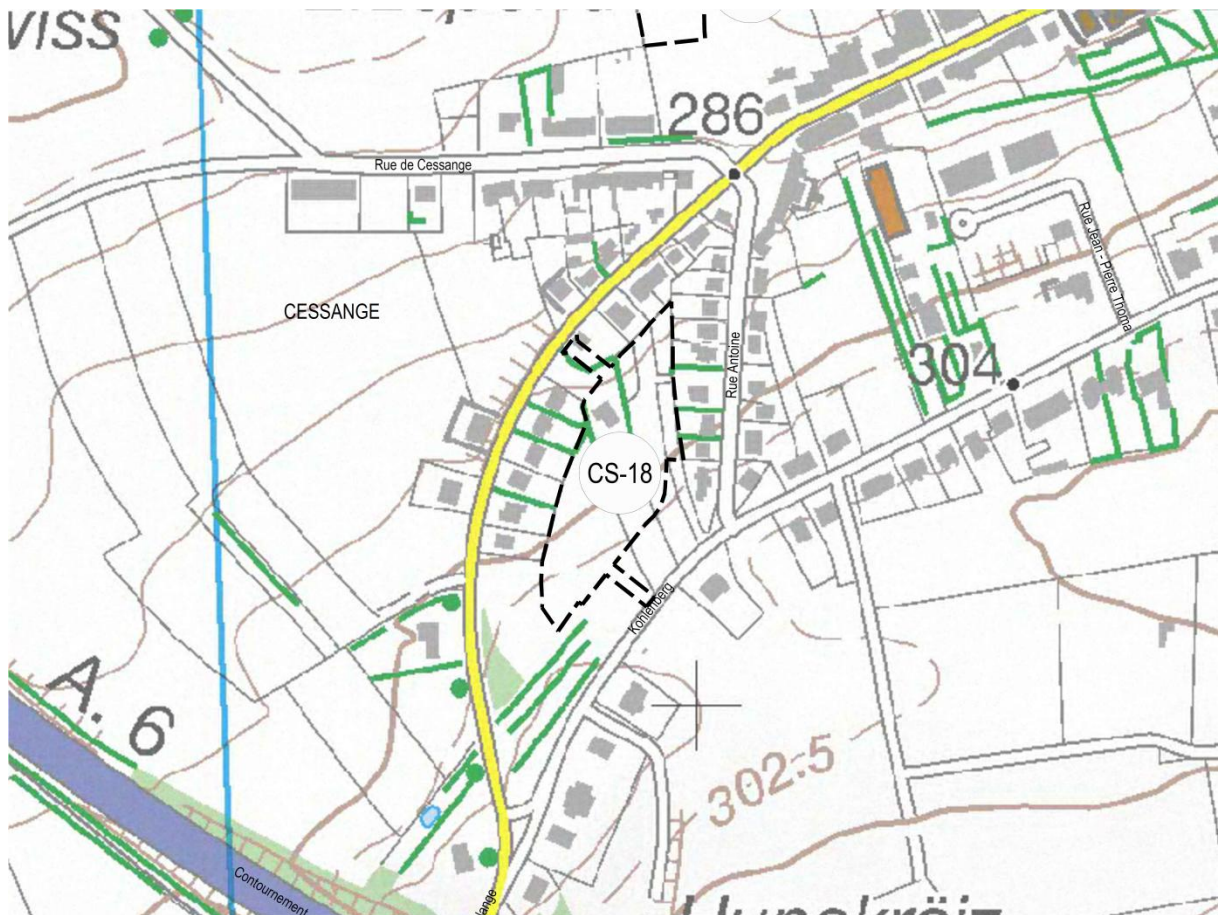 WISS
286
Rue de Cessange
Rue Jean - Pierre Thoma
CESSANGE
Rue Antoine
304
CS-18
Kohlenberg
A. 6
302.5
Contournement